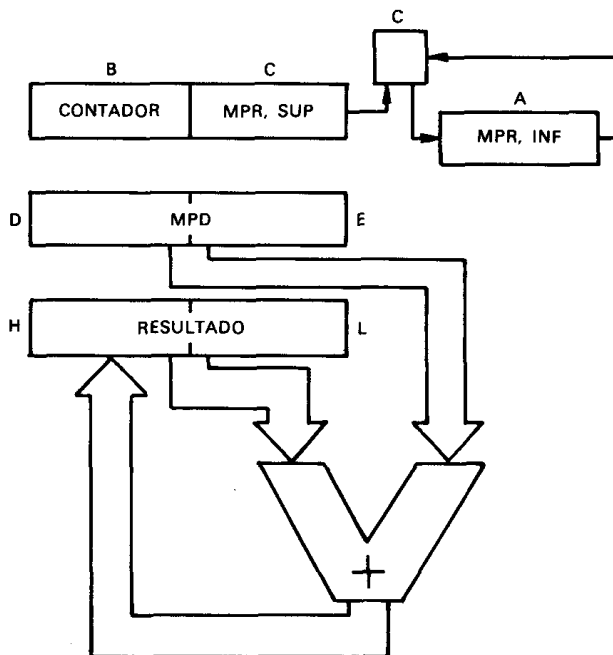 C
B C
CONTADOR MPR, SUP
A
MPR, INF
D MPD E
H RESULTADO L
+